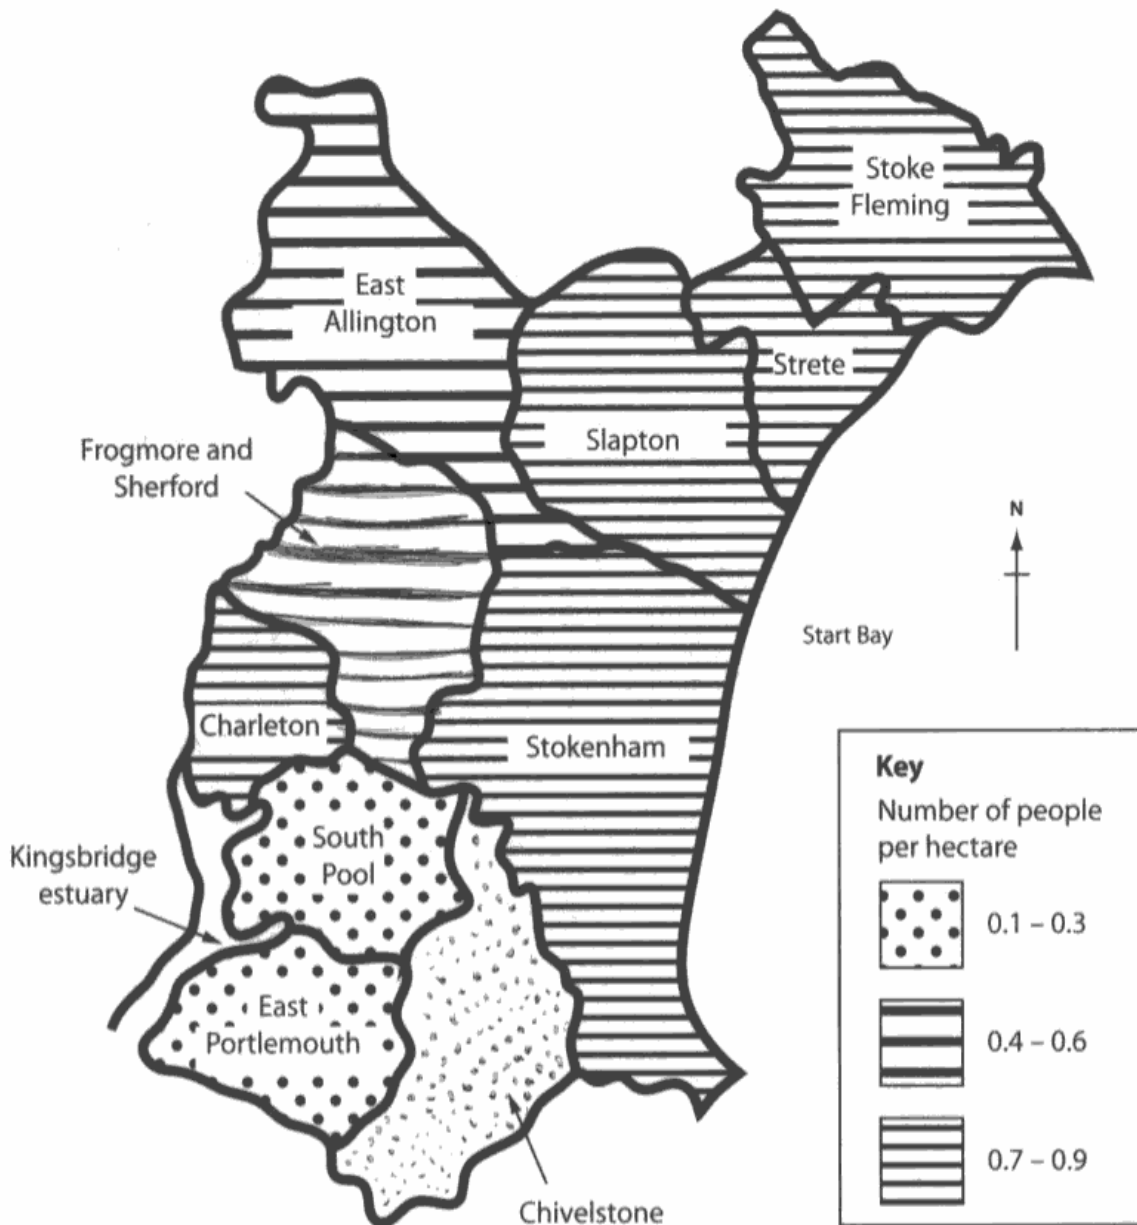 Stoke
Fleming
East
Allington
Strete
Slapton
Frogmore and
Sherford
N
Start Bay
Charleton
Stokenham
South
Pool
Kingsbridge
estuary
East
Portlemouth
Chivelstone
Key
Number of people
per hectare
0.1 – 0.3
0.4 – 0.6
0.7 – 0.9